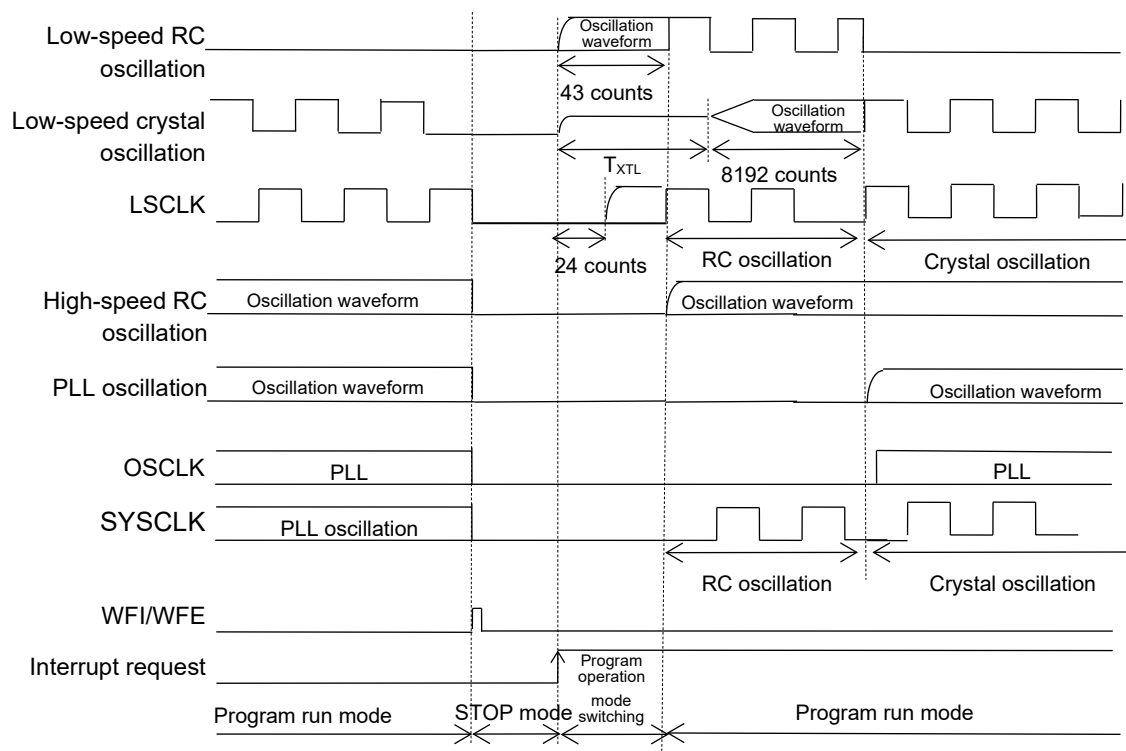 Low-speed RC
oscillation
Oscillation
waveform
43 counts
Low-speed crystal
oscillation
Oscillation
waveform
TXTL
8192 counts
LSCLK
24 counts
RC oscillation
Crystal oscillation
High-speed RC
oscillation
Oscillation waveform
Oscillation waveform
PLL oscillation
Oscillation waveform
Oscillation waveform
OSCLK
PLL
PLL
SYSCLK
PLL oscillation
RC oscillation
Crystal oscillation
WFI/WFE
Interrupt request
Program
operation
mode
switching
Program run mode
STOP mode
Program run mode